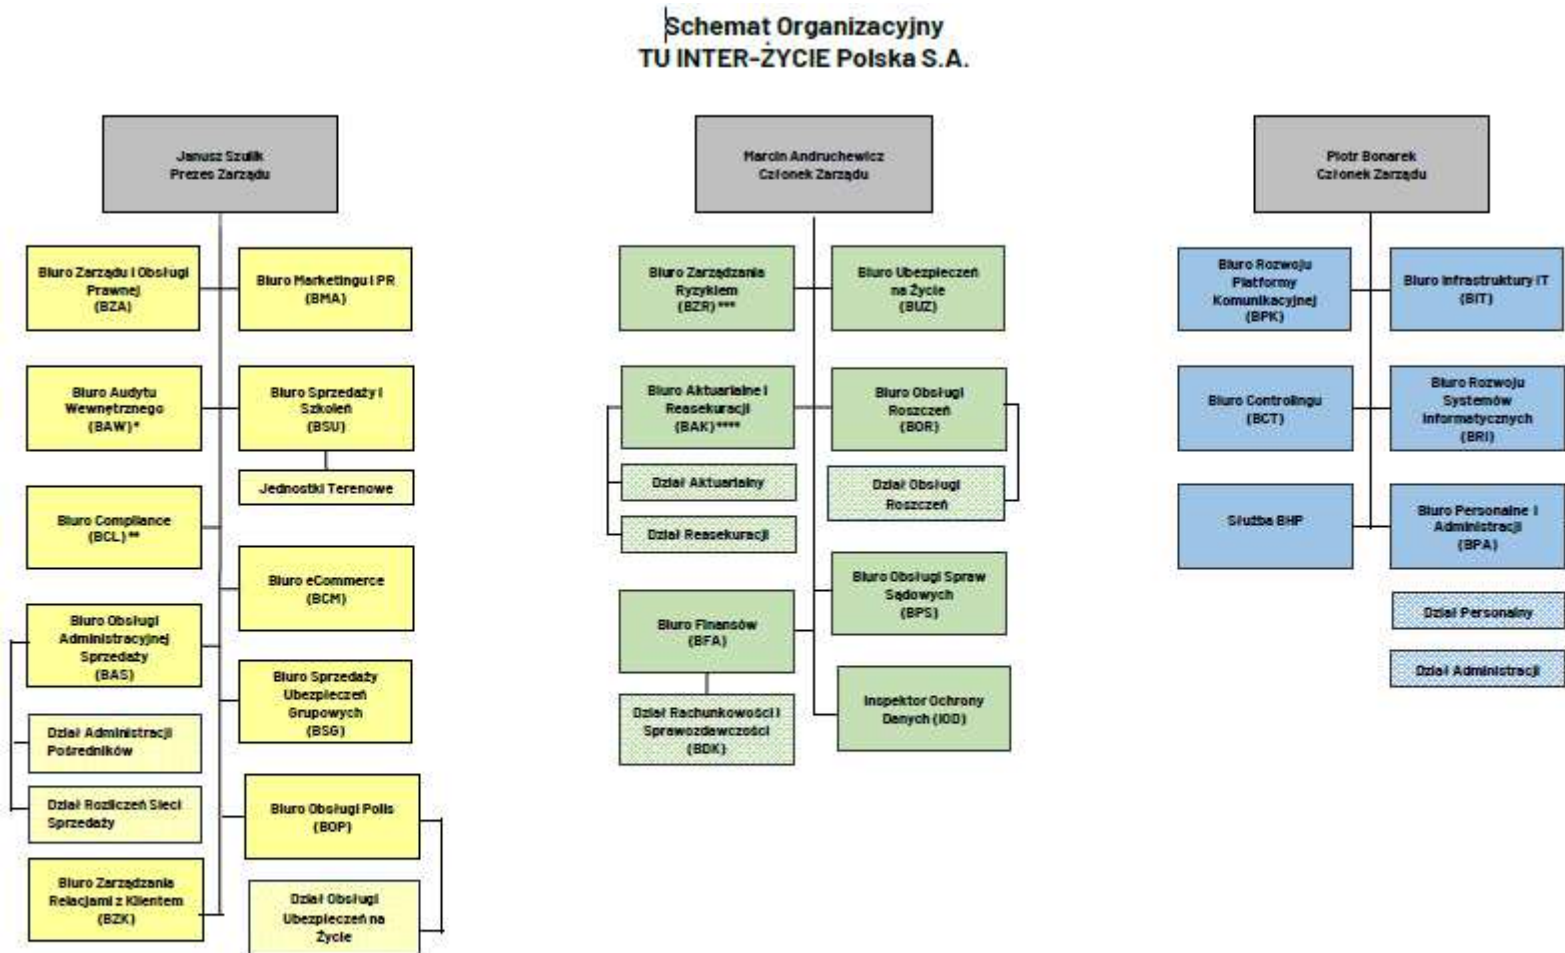 Schemat Organizacyjny
TU INTER-ŻYCIE Polska S.A.
Janusz Szulik
Prezes Zarządu
Biuro Zarządu i Obsługi
Prawnej
(BZA)
Biuro Marketingu i PR
(BMA)
Biuro Audytu
Wewnętrznego
(BAW)*
Biuro Sprzedaży i
Szkoleń
(BSU)
Jednostki Terenowe
Biuro Compliance
(BCL)**
Biuro eCommerce
(BCM)
Biuro Obsługi
Administracyjnej
Sprzedaży
(BAS)
Biuro Sprzedaży
Ubezpieczeń
Grupowych
(BSG)
Dział Administracji
Pośredników
Dział Rozliczeń Sieci
Sprzedaży
Biuro Obsługi Polis
(BOP)
Biuro Zarządzania
Relacjami z Klientem
(BZK)
Dział Obsługi
Ubezpieczeń na
Życie
Marcin Andruchewicz
Członek Zarządu
Biuro Zarządzania
Ryzykiem
(BZR)***
Biuro Ubezpieczeń
na Życie
(BUZ)
Biuro Aktuarialne i
Reasekuracji
(BAK)****
Biuro Obsługi
Roszczeń
(BOR)
Dział Aktuarialny
Dział Obsługi
Roszczeń
Dział Reasekuracji
Biuro Obsługi Spraw
Sądowych
(BPS)
Biuro Finansów
(BFA)
Dział Rachunkowości i
Sprawozdawczości
(BDK)
Inspektor Ochrony
Danych (IOD)
Piotr Bonarek
Członek Zarządu
Biuro Rozwoju
Platformy
Komunikacyjnej
(BPK)
Biuro Infrastruktury IT
(BIT)
Biuro Controlingu
(BCT)
Biuro Rozwoju
Systemów
Informatycznych
(BRI)
Służba BHP
Biuro Personalne i
Administracji
(BPA)
Dział Personalny
Dział Administracji